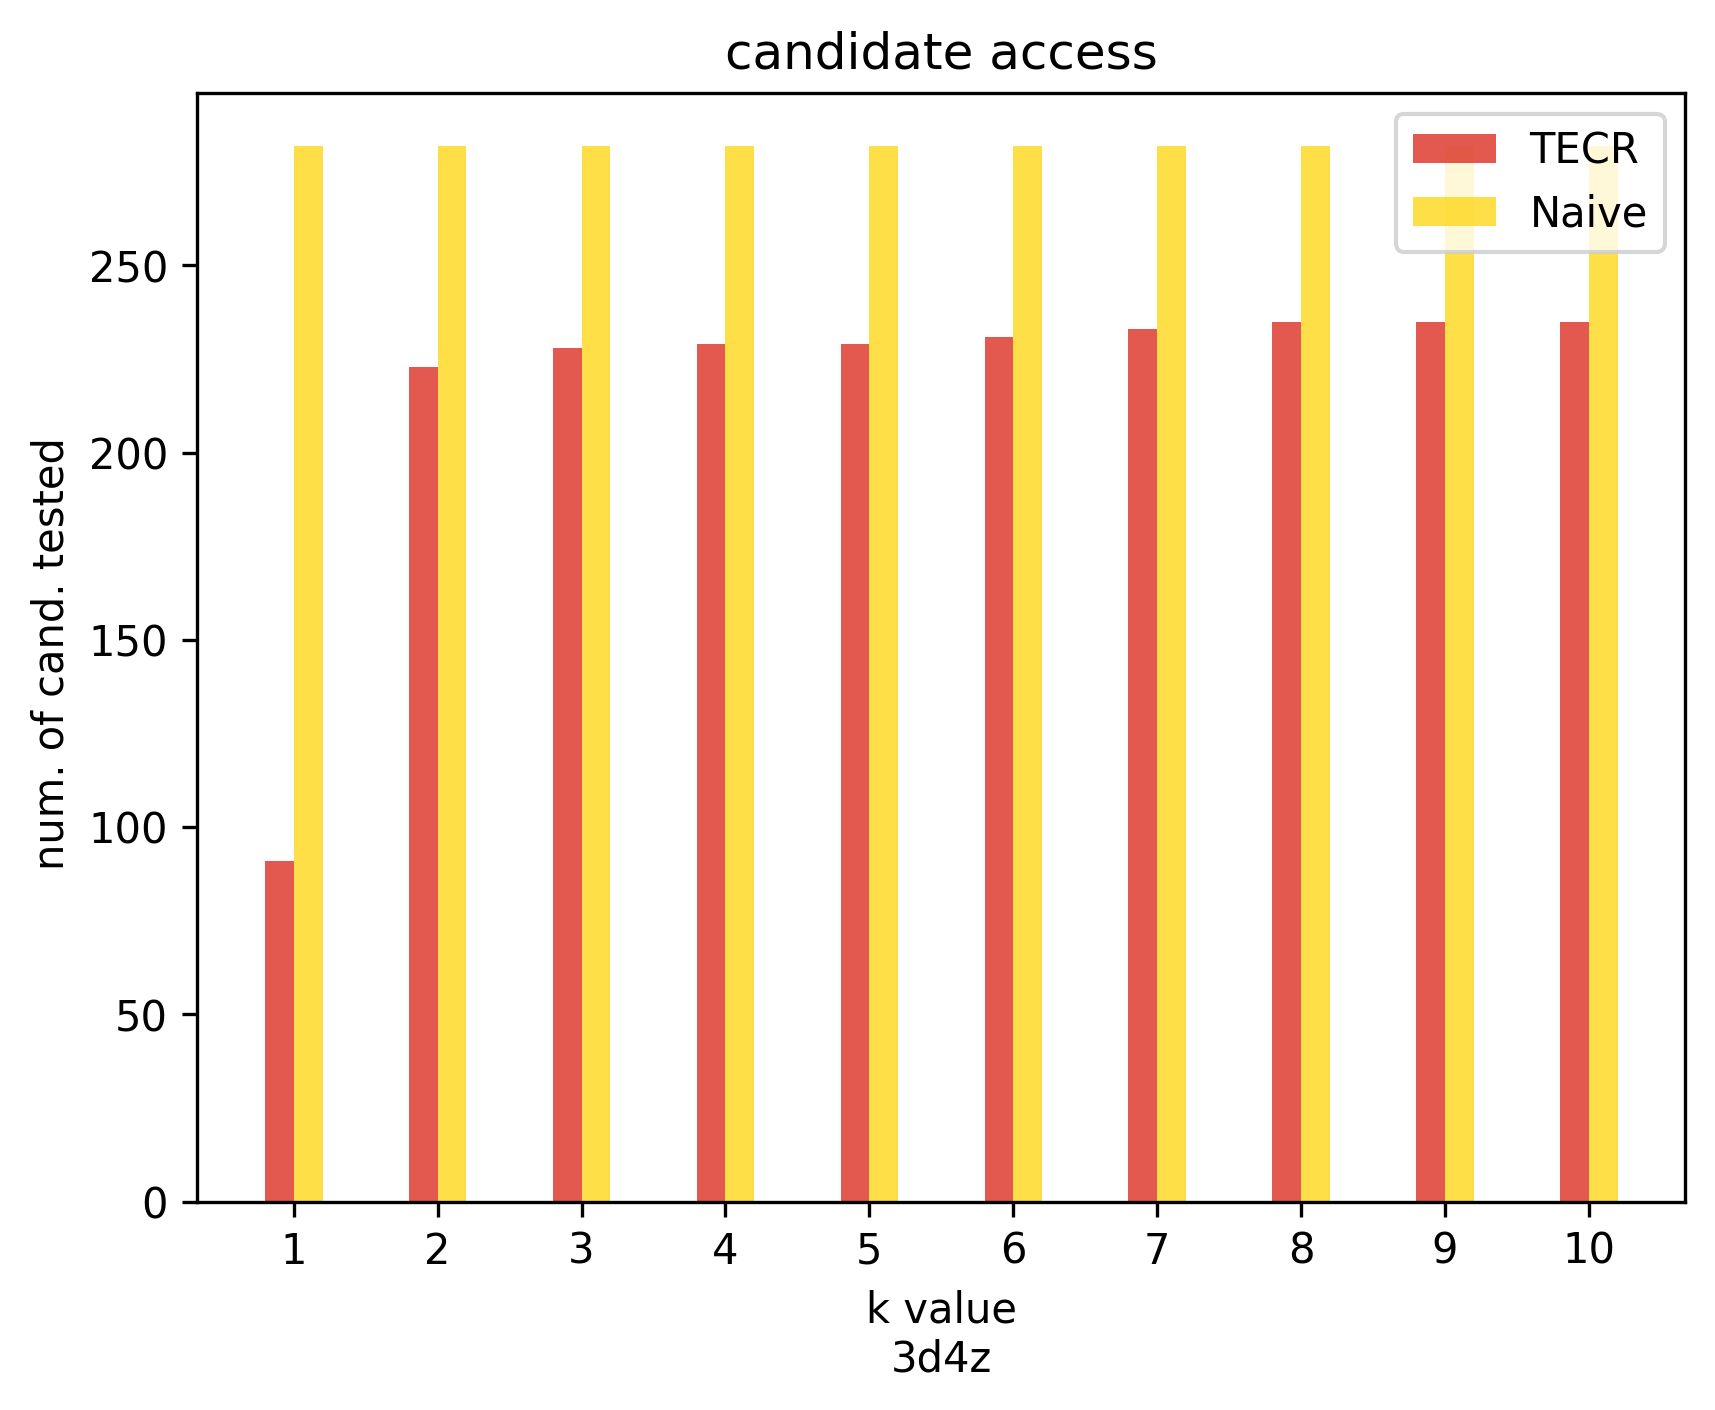 candidate access
TECR
Naive
num. of cand. tested
250
200
150
100
50
0
1 2 3 4 5 6 7 8 9 10
k value
3d4z